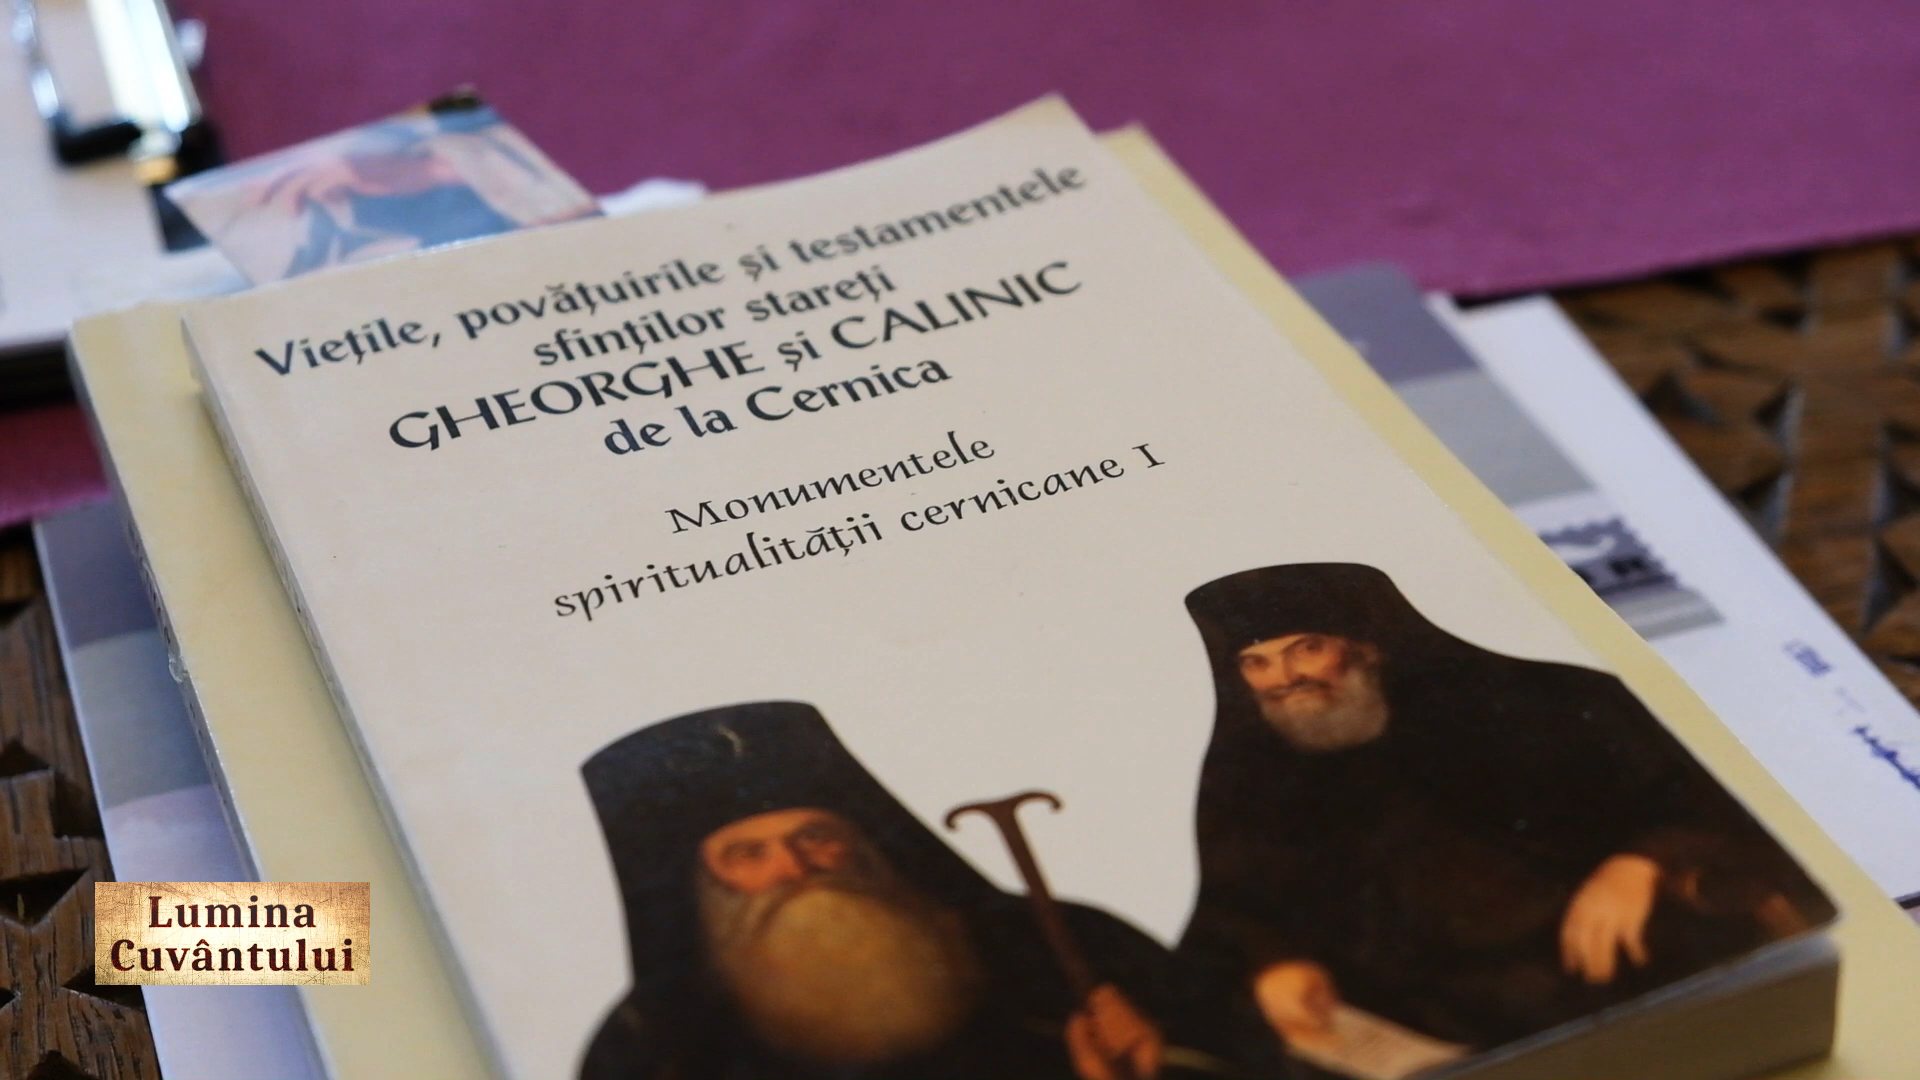 Viețile, povățuirile și testamentele
sfinților stareți
GHEORGHE și CALINIC
de la Cernica
Monumentele
spiritualității cernicane I
Lumina
Cuvântului